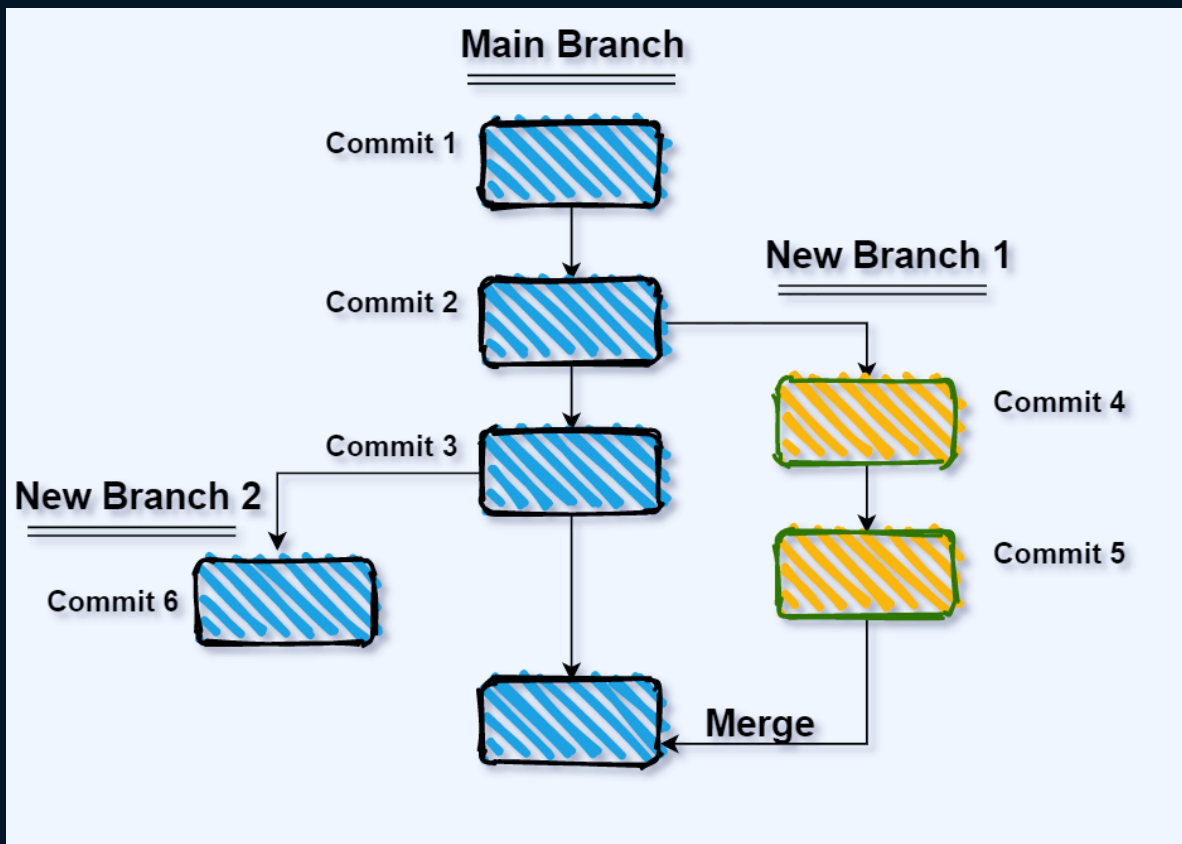 Main Branch
Commit 1
New Branch 1
Commit 2
Commit 4
Commit 3
New Branch 2
Commit 5
Commit 6
Merge